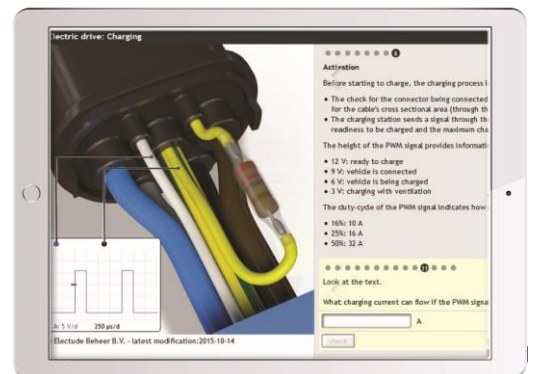 Electric drive: Charging
8
Activation
Before starting to charge, the charging process i
• The check for the connector being connected
for the cable's cross sectional area (through th
• The charging station sends a signal through th
readiness to be charged and the maximum cha
The height of the PWM signal provides informati
• 12 V: ready to charge
• 9 V: vehicle is connected
• 6 V: vehicle is being charged
• 3 V: charging with ventilation
The duty-cycle of the PWM signal indicates how
• 16%: 10 A
• 25%: 16 A
• 50%: 32 A
11
Look at the text.
What charging current can flow if the PWM signa
A
check
A: 5 V/d 250 µs/d
Electude Beheer B.V. - latest modification:2015-10-14